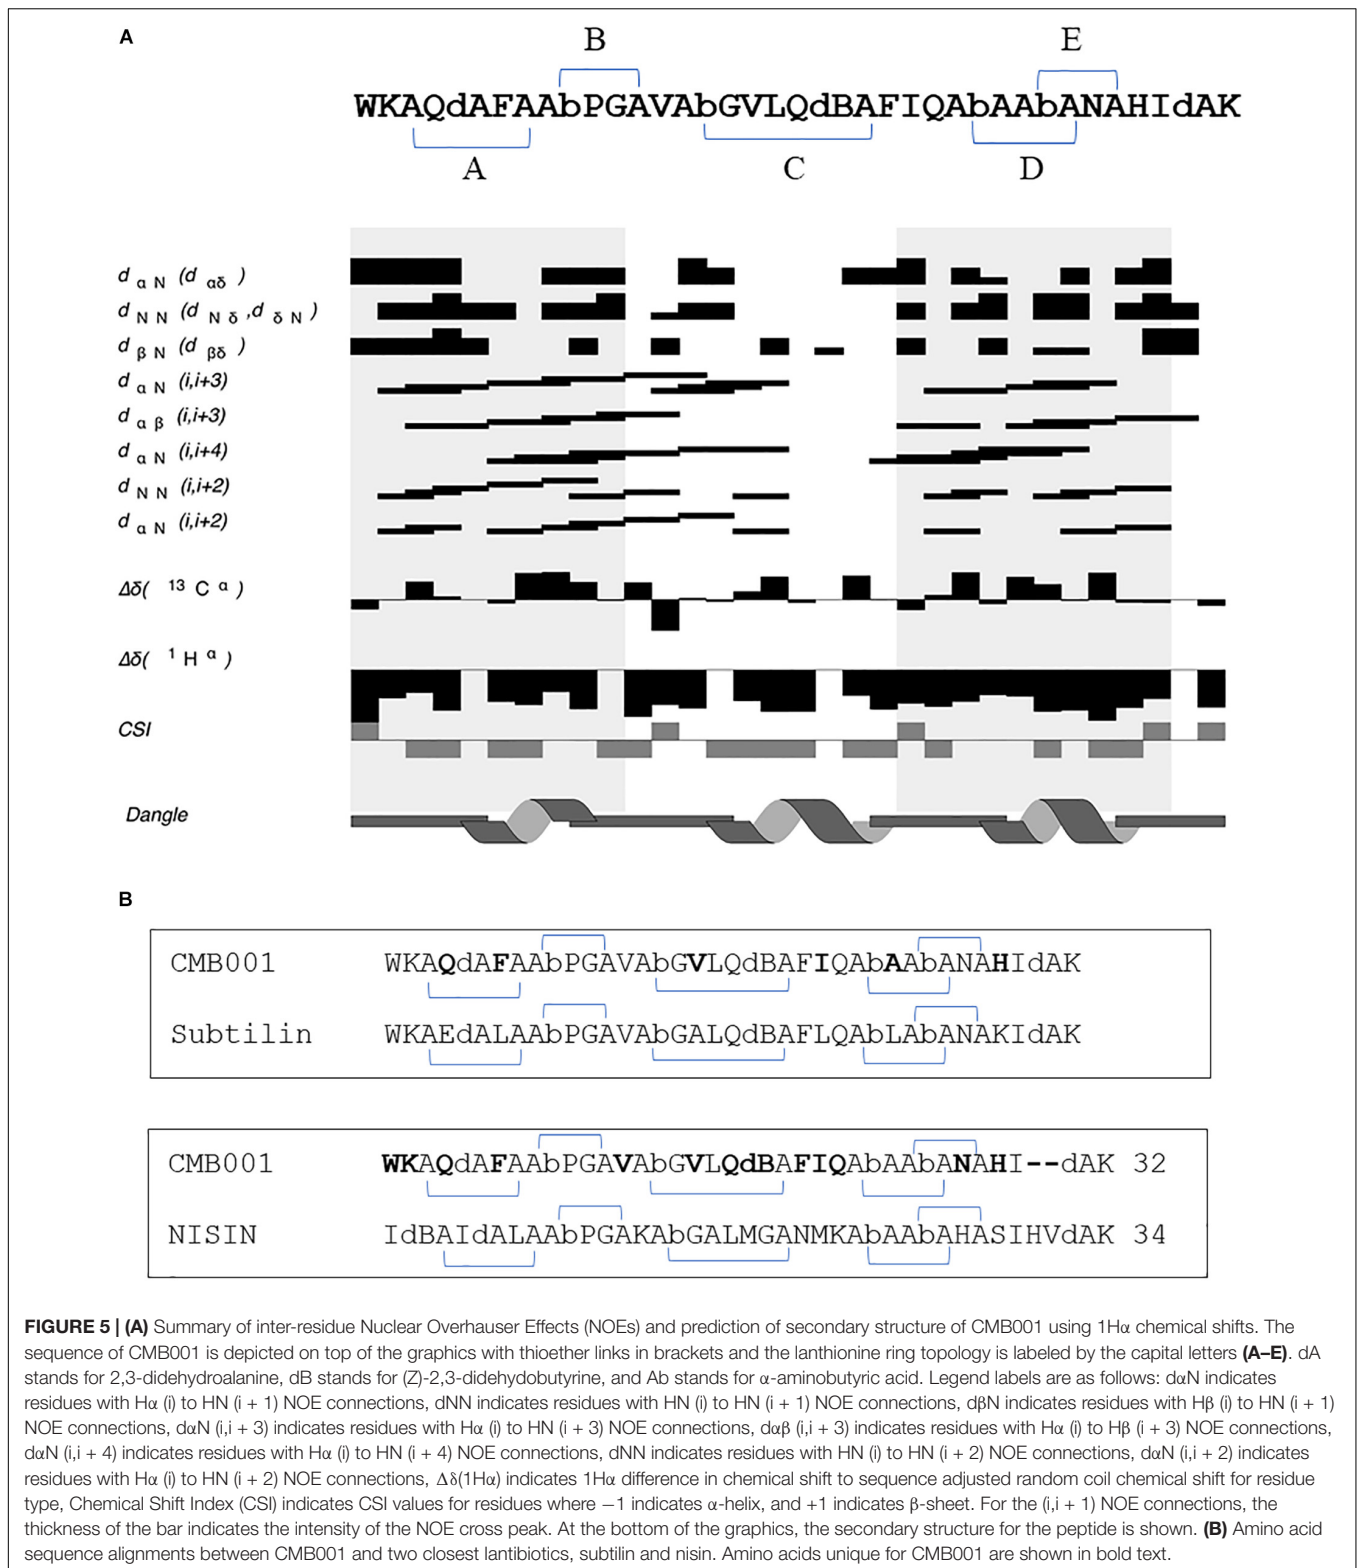 A
B E
WKAQdAFAAbPGAVAbGVLQdBAFIQAbAAbANAHIdAK
A C D
d α N (d αδ )
d N N (d N δ ,d δ N )
d β N (d βδ )
d α N (i,i+3)
d α β (i,i+3)
d α N (i,i+4)
d N N (i,i+2)
d α N (i,i+2)
Δδ( 13 C α )
Δδ( 1 H α )
CSI
Dangle
B
CMB001 WKAQdAFAAbPGAVAbGVLQdBAFIQAbAAbANAHIdAK
Subtilin WKAEdALAAbPGAVAbGALQdBAFLQAbLAbANAKIdAK
CMB001 WKAQdAFAAbPGAVAbGVLQdBAFIQAbAAbANAHI--dAK 32
NISIN IdBAIdALAAbPGAKAbGALMGANMKAbAAbAHASIHVdAK 34
FIGURE 5 | (A) Summary of inter-residue Nuclear Overhauser Effects (NOEs) and prediction of secondary structure of CMB001 using 1Hα chemical shifts. The
sequence of CMB001 is depicted on top of the graphics with thioether links in brackets and the lanthionine ring topology is labeled by the capital letters (A–E). dA
stands for 2,3-didehydroalanine, dB stands for (Z)-2,3-didehydobutyrine, and Ab stands for α-aminobutyric acid. Legend labels are as follows: dαN indicates
residues with Hα (i) to HN (i + 1) NOE connections, dNN indicates residues with HN (i) to HN (i + 1) NOE connections, dβN indicates residues with Hβ (i) to HN (i + 1)
NOE connections, dαN (i,i + 3) indicates residues with Hα (i) to HN (i + 3) NOE connections, dαβ (i,i + 3) indicates residues with Hα (i) to Hβ (i + 3) NOE connections,
dαN (i,i + 4) indicates residues with Hα (i) to HN (i + 4) NOE connections, dNN indicates residues with HN (i) to HN (i + 2) NOE connections, dαN (i,i + 2) indicates
residues with Hα (i) to HN (i + 2) NOE connections, Δδ(1Hα) indicates 1Hα difference in chemical shift to sequence adjusted random coil chemical shift for residue
type, Chemical Shift Index (CSI) indicates CSI values for residues where −1 indicates α-helix, and +1 indicates β-sheet. For the (i,i + 1) NOE connections, the
thickness of the bar indicates the intensity of the NOE cross peak. At the bottom of the graphics, the secondary structure for the peptide is shown. (B) Amino acid
sequence alignments between CMB001 and two closest lantibiotics, subtilin and nisin. Amino acids unique for CMB001 are shown in bold text.